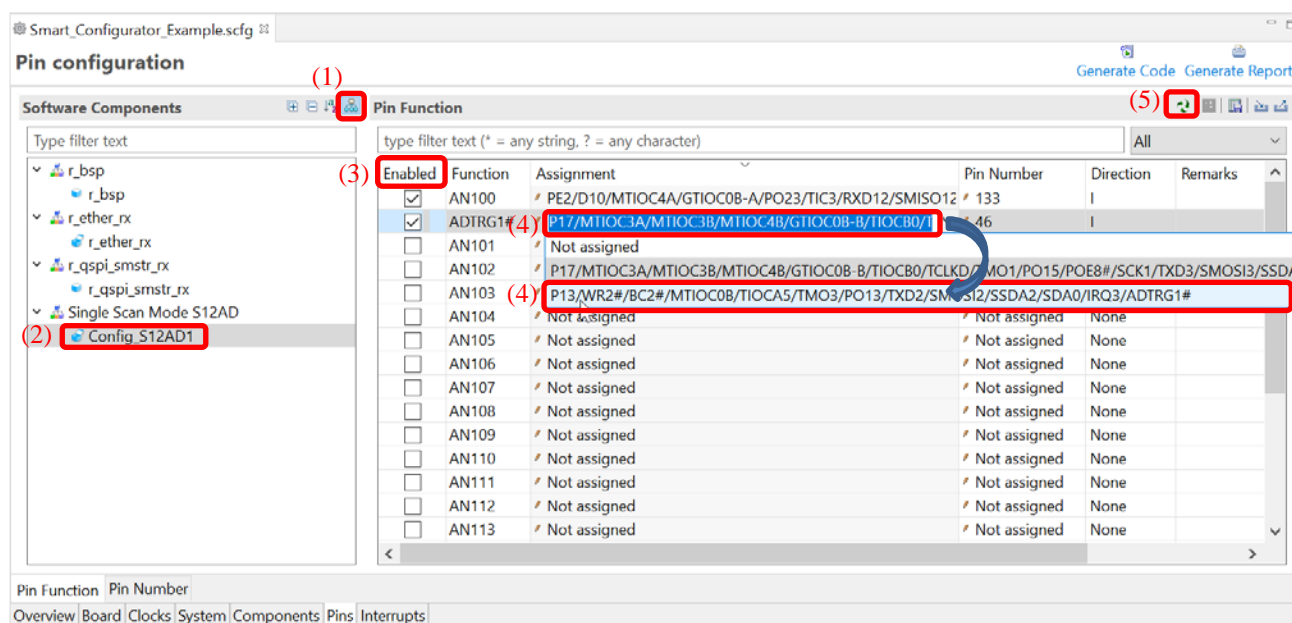 Smart_Configurator_Example.scfg
Pin configuration
Generate Code Generate Report
(1)
(5)
Software Components
Pin Function
Type filter text
type filter text (* = any string, ? = any character)
All
(3)
Enabled Function Assignment Pin Number Direction Remarks
r_bsp
r_bsp
r_ether_rx
r_ether_rx
r_qspi_smstr_rx
r_qspi_smstr_rx
Single Scan Mode S12AD
(2) Config_S12AD1
AN100 PE2/D10/MTIOC4A/GTIOC0B-A/PO23/TIC3/RXD12/SMISO12 133 I
ADTRG1# (4) P17/MTIOC3A/MTIOC3B/MTIOC4B/GTIOC0B-B/TIOCB0/T 46 I
AN101 Not assigned
AN102 P17/MTIOC3A/MTIOC3B/MTIOC4B/GTIOC0B-B/TIOCB0/TCLKD/TMO1/PO15/POE8#/SCK1/TXD3/SMOSI3/SSDA
AN103 (4) P13/WR2#/BC2#/MTIOC0B/TIOCA5/TMO3/PO13/TXD2/SMOSI2/SSDA2/SDA0/IRQ3/ADTRG1#
AN104 Not assigned Not assigned None
AN105 Not assigned Not assigned None
AN106 Not assigned Not assigned None
AN107 Not assigned Not assigned None
AN108 Not assigned Not assigned None
AN109 Not assigned Not assigned None
AN110 Not assigned Not assigned None
AN111 Not assigned Not assigned None
AN112 Not assigned Not assigned None
AN113 Not assigned Not assigned None
Pin Function Pin Number
Overview Board Clocks System Components Pins Interrupts